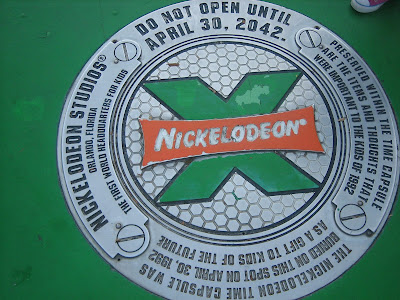 DO NOT OPEN UNTIL
APRIL 30, 2042.
PRESERVED WITHIN THE TIME CAPSULE
ARE THE ITEMS AND THOUGHTS THAT
WERE IMPORTANT TO THE KIDS OF 1992
THE NICKELODEON TIME CAPSULE WAS
BURIED ON THIS SPOT ON APRIL 30, 1992
AS A GIFT TO KIDS OF THE FUTURE
NICKELODEON STUDIOS®
ORLANDO, FLORIDA
THE FIRST WORLD HEADQUARTERS FOR KIDS
NICKELODEON®